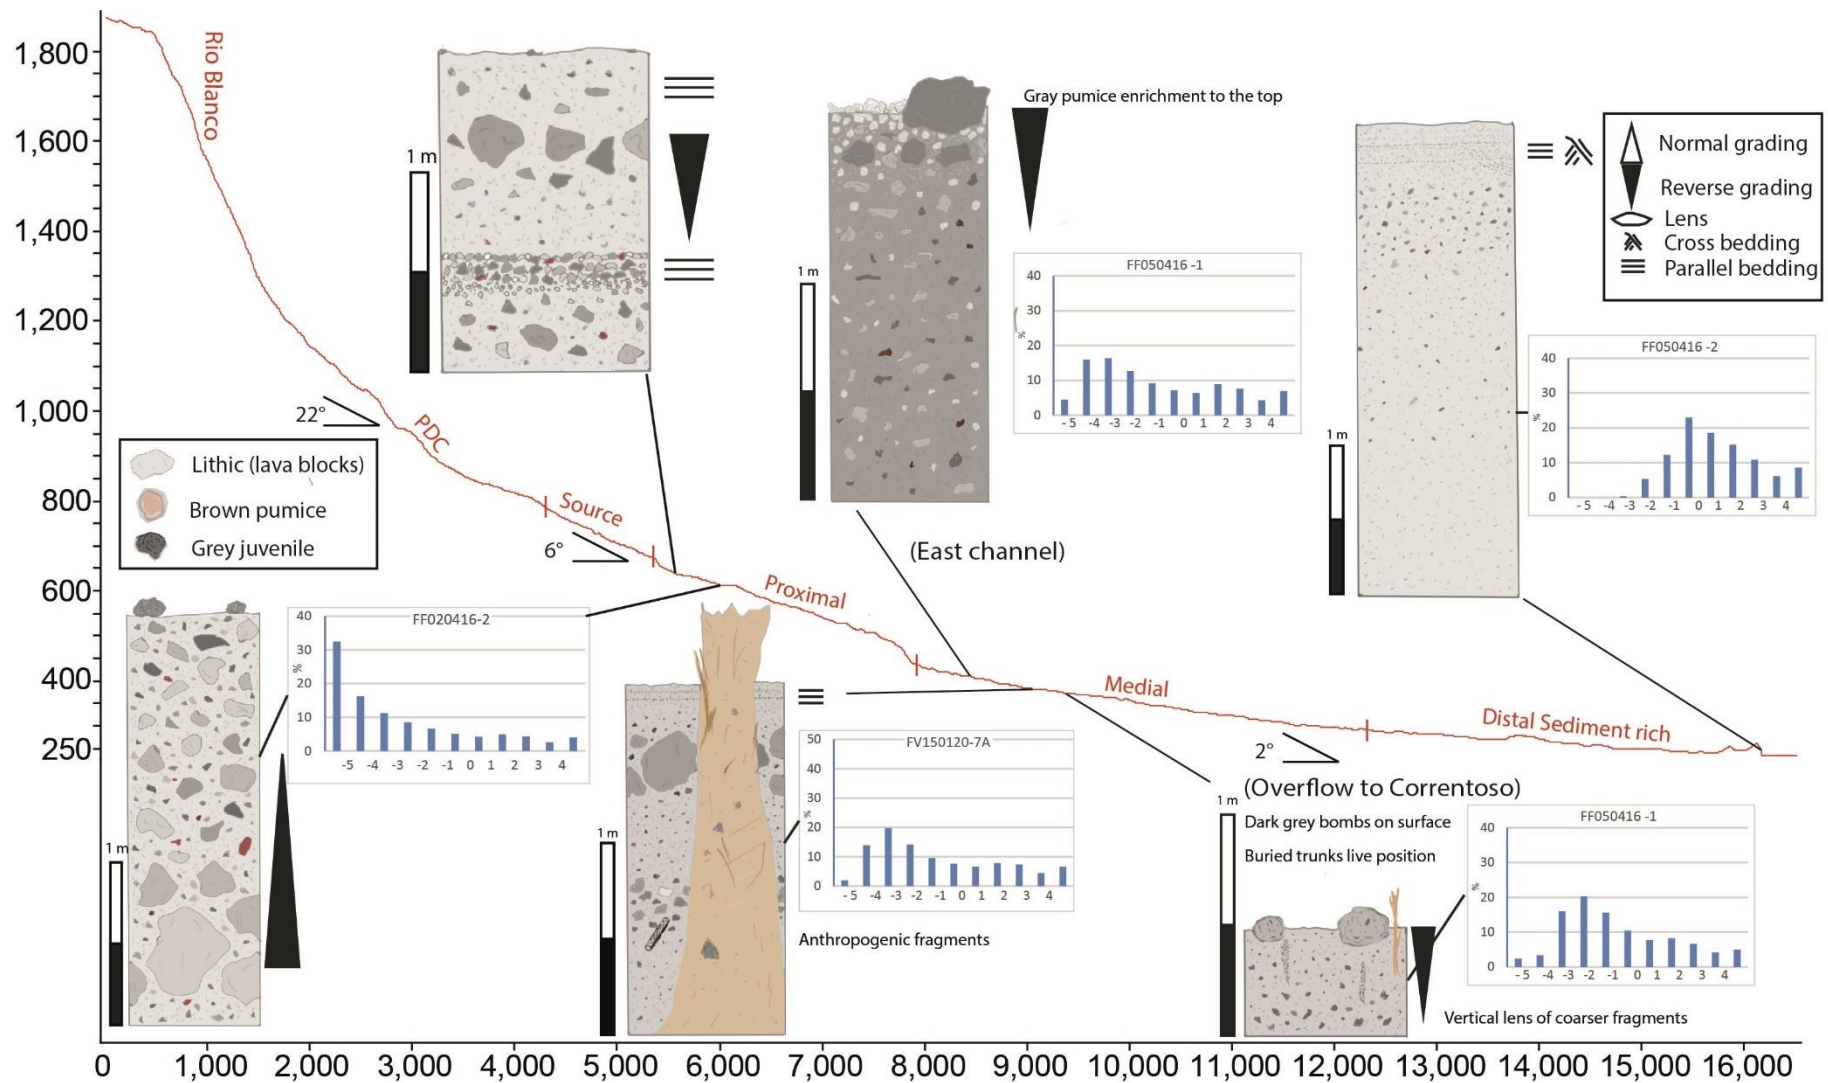 1,800
1,600
1,400
1,200
1,000
800
600
400
250
Rio Blanco
22°
PDC
Source
6°
Proximal
Medial
2°
Distal Sediment rich
Lithic (lava blocks)
Brown pumice
Grey juvenile
1 m
1 m
Gray pumice enrichment to the top
FF050416 -1
40
30
20
10
0
%
- 5 -4 -3 -2 -1 0 1 2 3 4
(East channel)
Normal grading
Reverse grading
Lens
Cross bedding
Parallel bedding
1 m
FF050416 -2
40
30
20
10
0
%
- 5 -4 -3 -2 -1 0 1 2 3 4
1 m
FF020416-2
40
30
20
10
0
%
-5 -4 -3 -2 -1 0 1 2 3 4
1 m
FV150120-7A
50
40
30
20
10
0
%
- 5 -4 -3 -2 -1 0 1 2 3 4
Anthropogenic fragments
(Overflow to Correntoso)
1 m
Dark grey bombs on surface
Buried trunks live position
FF050416 -1
40
30
20
10
0
%
- 5 -4 -3 -2 -1 0 1 2 3 4
Vertical lens of coarser fragments
0 1,000 2,000 3,000 4,000 5,000 6,000 7,000 8,000 9,000 10,000 11,000 12,000 13,000 14,000 15,000 16,000